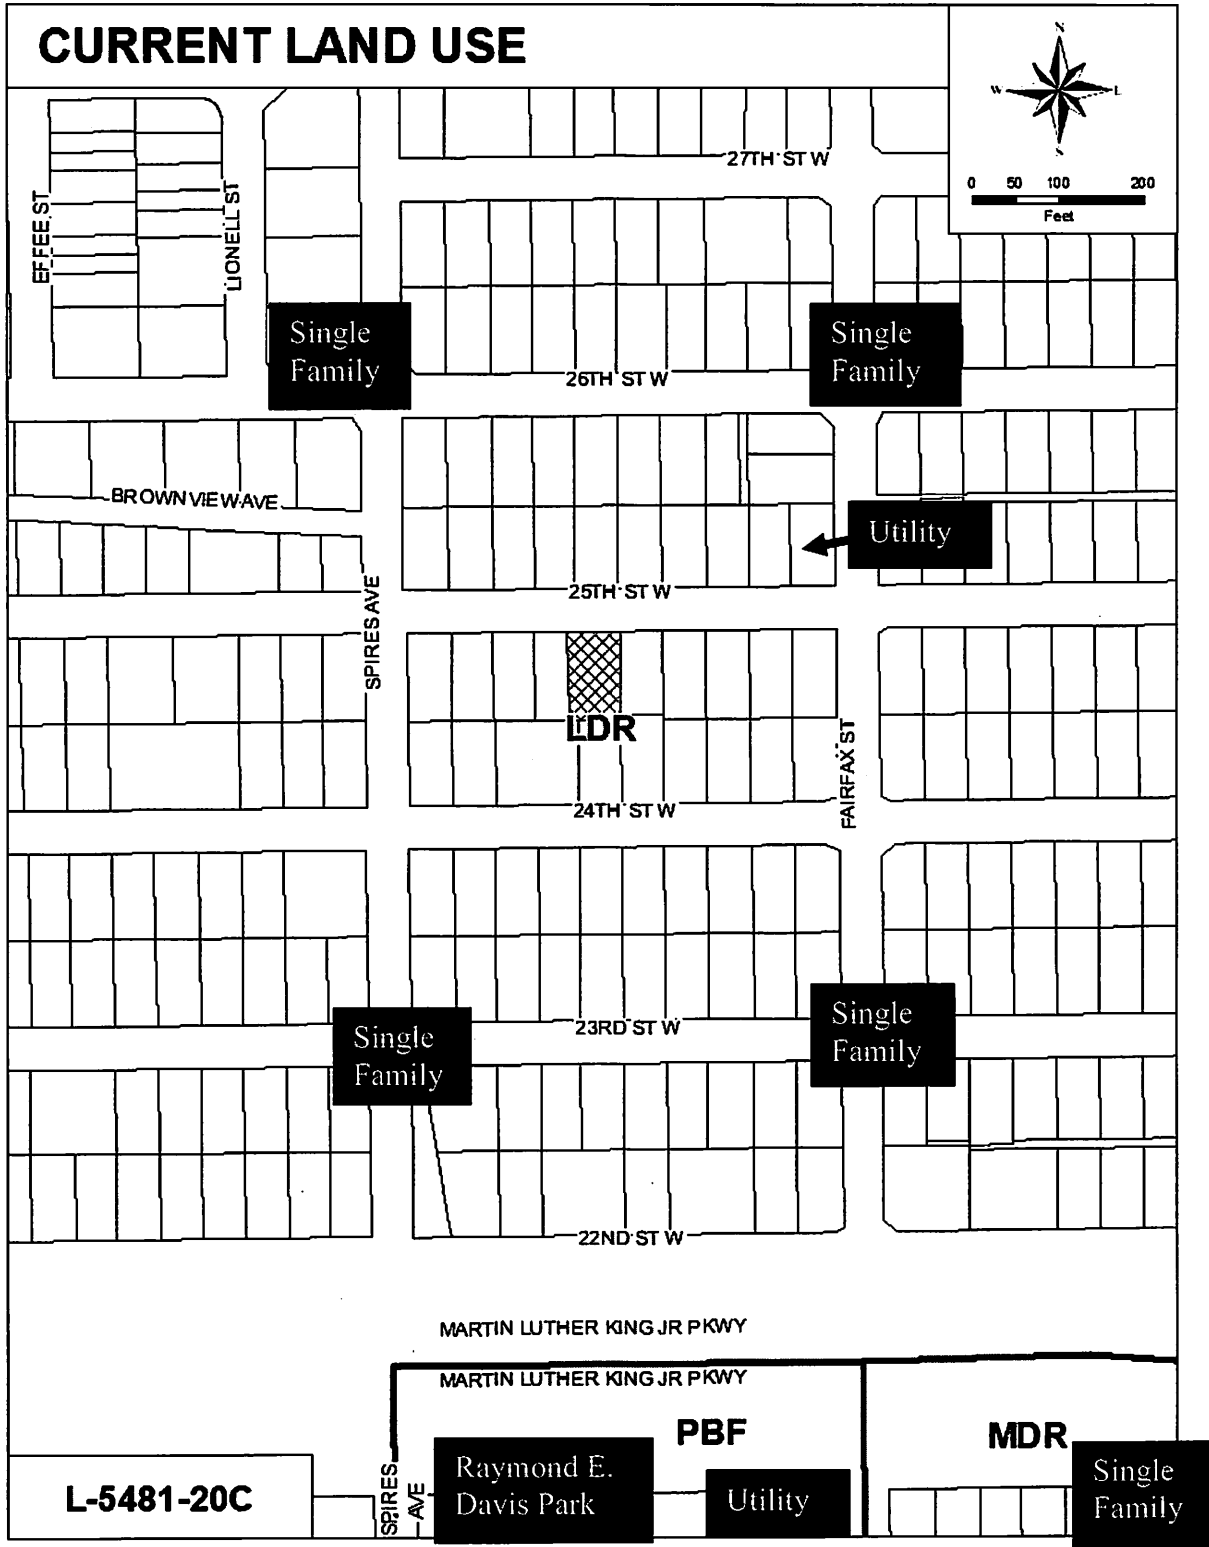 CURRENT LAND USE
N
W
E
S
0 50 100 200
Feet
27TH ST W
EFFEE ST
LIONELL ST
Single
Family
Single
Family
26TH ST W
BROWNVIEW AVE
Utility
25TH ST W
SPIRES AVE
LDR
FAIRFAX ST
24TH ST W
Single
Family
23RD ST W
Single
Family
22ND ST W
MARTIN LUTHER KING JR PKWY
MARTIN LUTHER KING JR PKWY
PBF
MDR
L-5481-20C
SPIRES
AVE
Raymond E.
Davis Park
Utility
Single
Family